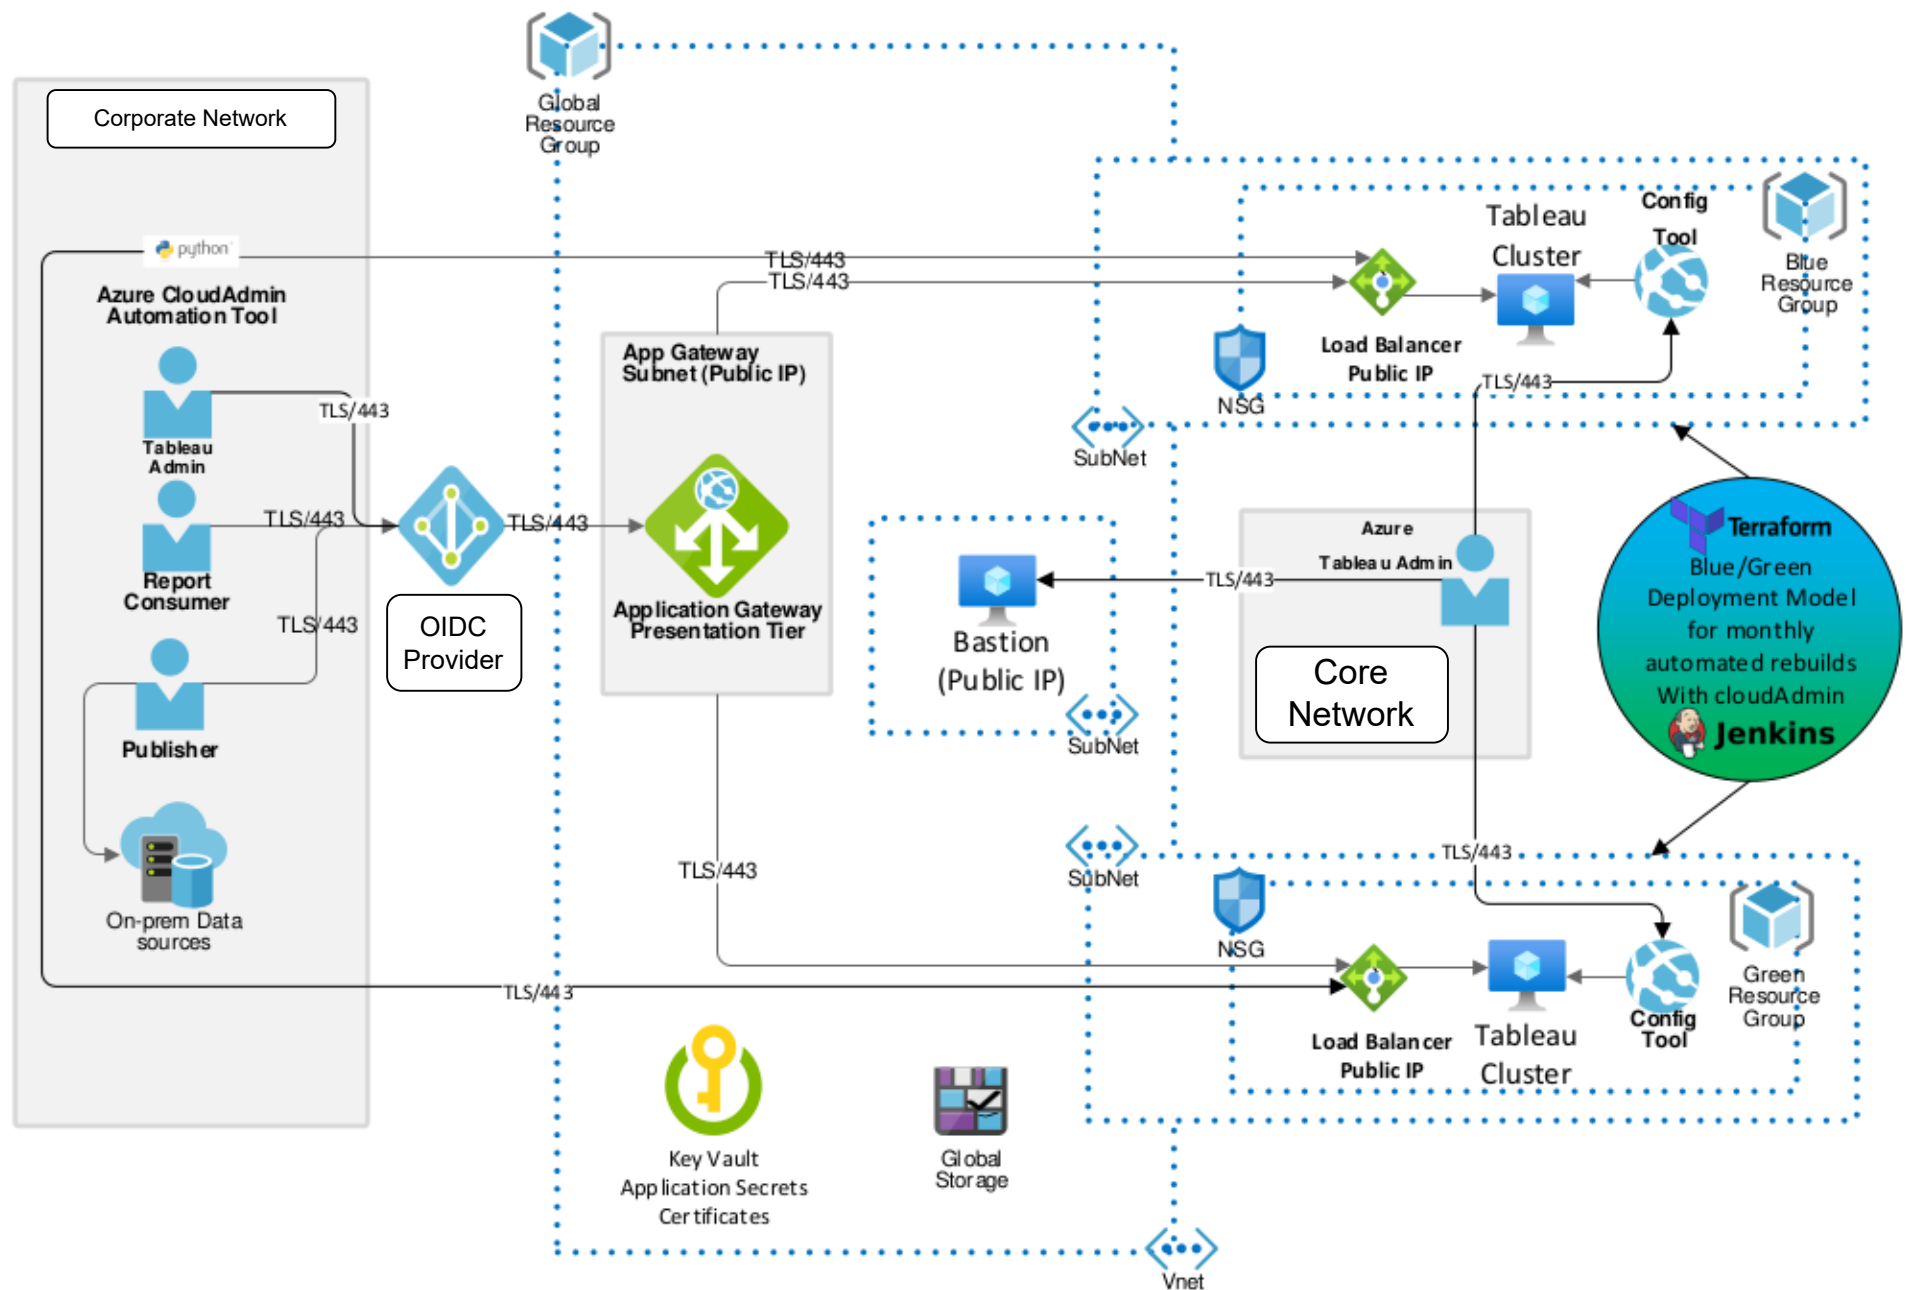 Corporate Network
python
Azure CloudAdmin
Automation Tool
Tableau
Admin
TLS/443
Report
Consumer
TLS/443
Publisher
TLS/443
On-prem Data
sources
OIDC
Provider
TLS/443
Global
Resource
Group
TLS/443
TLS/443
App Gateway
Subnet (Public IP)
Application Gateway
Presentation Tier
TLS/443
TLS/443
Key Vault
Application Secrets
Certificates
Global
Storage
Bastion
(Public IP)
SubNet
SubNet
SubNet
Vnet
NSG
Load Balancer
Public IP
Tableau
Cluster
Config
Tool
Blue
Resource
Group
TLS/443
Azure
Tableau Admin
TLS/443
Core
Network
TLS/443
Terraform
Blue/Green
Deployment Model
for monthly
automated rebuilds
With cloudAdmin
Jenkins
NSG
Load Balancer
Public IP
Tableau
Cluster
Config
Tool
Green
Resource
Group